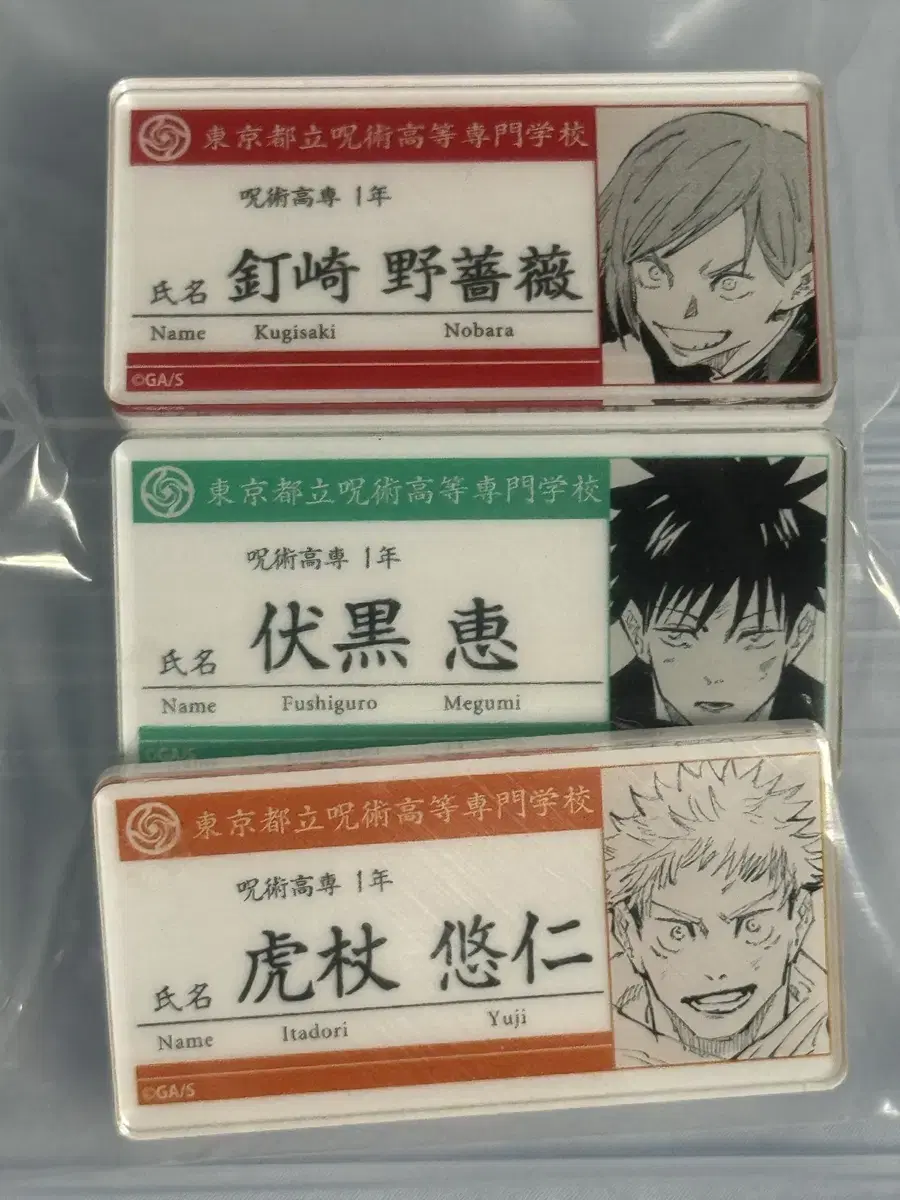 東京都立呪術高等専門学校
呪術高専 1年
氏名 釘崎 野薔薇
Name Kugisaki Nobara
©GA/S
東京都立呪術高等専門学校
呪術高専 1年
氏名 伏黒 恵
Name Fushiguro Megumi
©GA/S
東京都立呪術高等専門学校
呪術高専 1年
氏名 虎杖 悠仁
Name Itadori Yuji
©GA/S